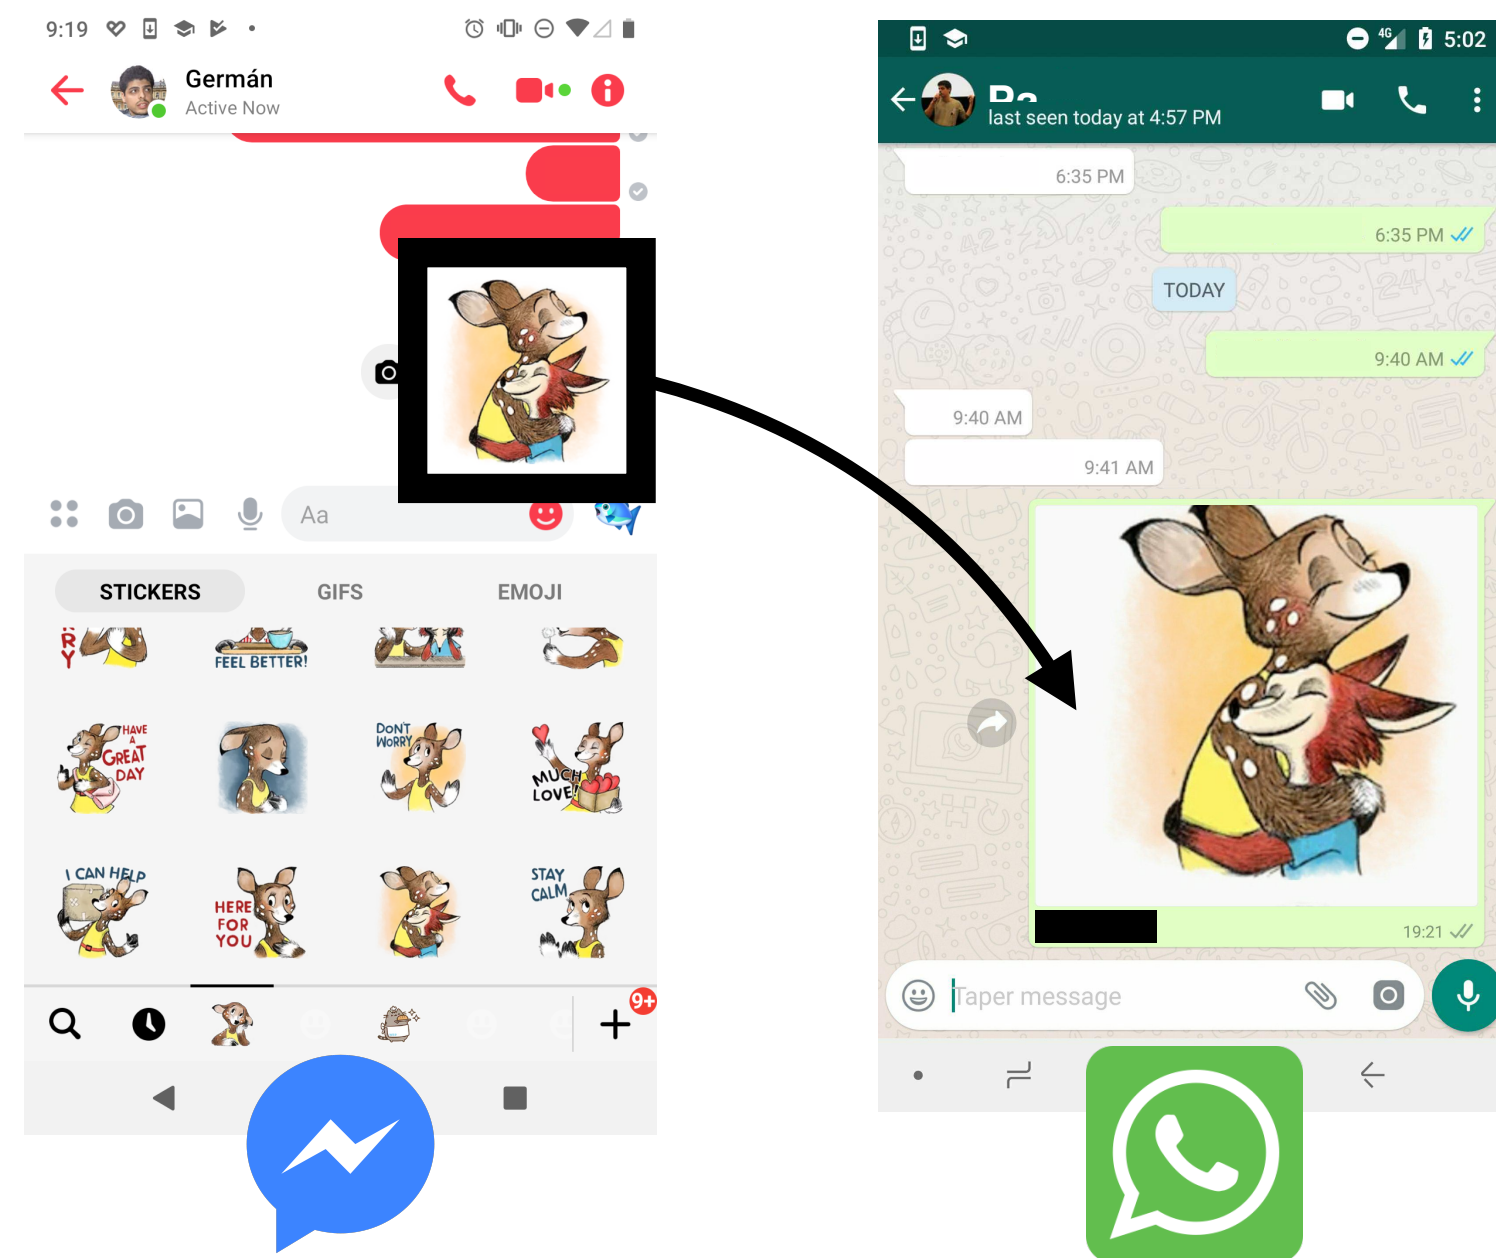 9:19
Germán
Active Now
Aa
STICKERS
GIFS
EMOJI
RRY
FEEL BETTER!
HAVE
A
GREAT
DAY
DON'T
WORRY
MUCH
LOVE!
I CAN HELP
HERE
FOR
YOU
STAY
CALM
9+
4G
5:02
last seen today at 4:57 PM
6:35 PM
6:35 PM
TODAY
9:40 AM
9:40 AM
9:41 AM
19:21
Taper message